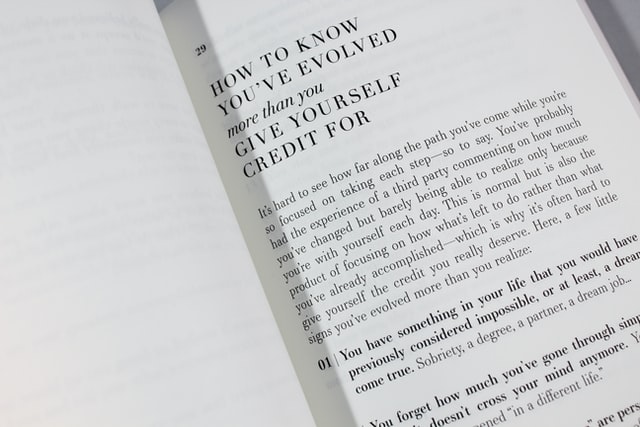 29
HOW TO KNOW
YOU'VE EVOLVED
more than you
GIVE YOURSELF
CREDIT FOR
It's hard to see how far along the path you've come while you're
so focused on taking each step—so to say. You've probably
had the experience of a third party commenting on how much
you've changed but barely being able to realize only because
you're with yourself each day. This is normal but is also the
product of focusing on how what's left to do rather than what
you've already accomplished—which is why it's often hard to
give yourself the credit you really deserve. Here, a few little
signs you've evolved more than you realize:
01 | You have something in your life that you would have
previously considered impossible, or at least, a dream
come true. Sobriety, a degree, a partner, a dream job...
You forget how much you've gone through
doesn't cross your mind anymore.
"in a different life."
are